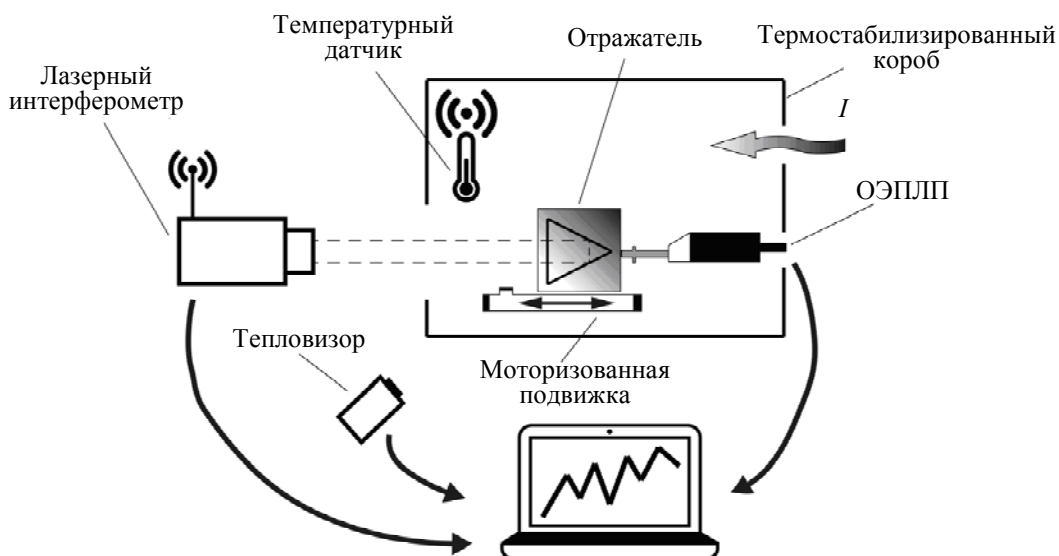 Температурный
датчик
Отражатель
Термостабилизированный
короб
Лазерный
интерферометр
I
ОЭПЛП
Тепловизор
Моторизованная
подвижка